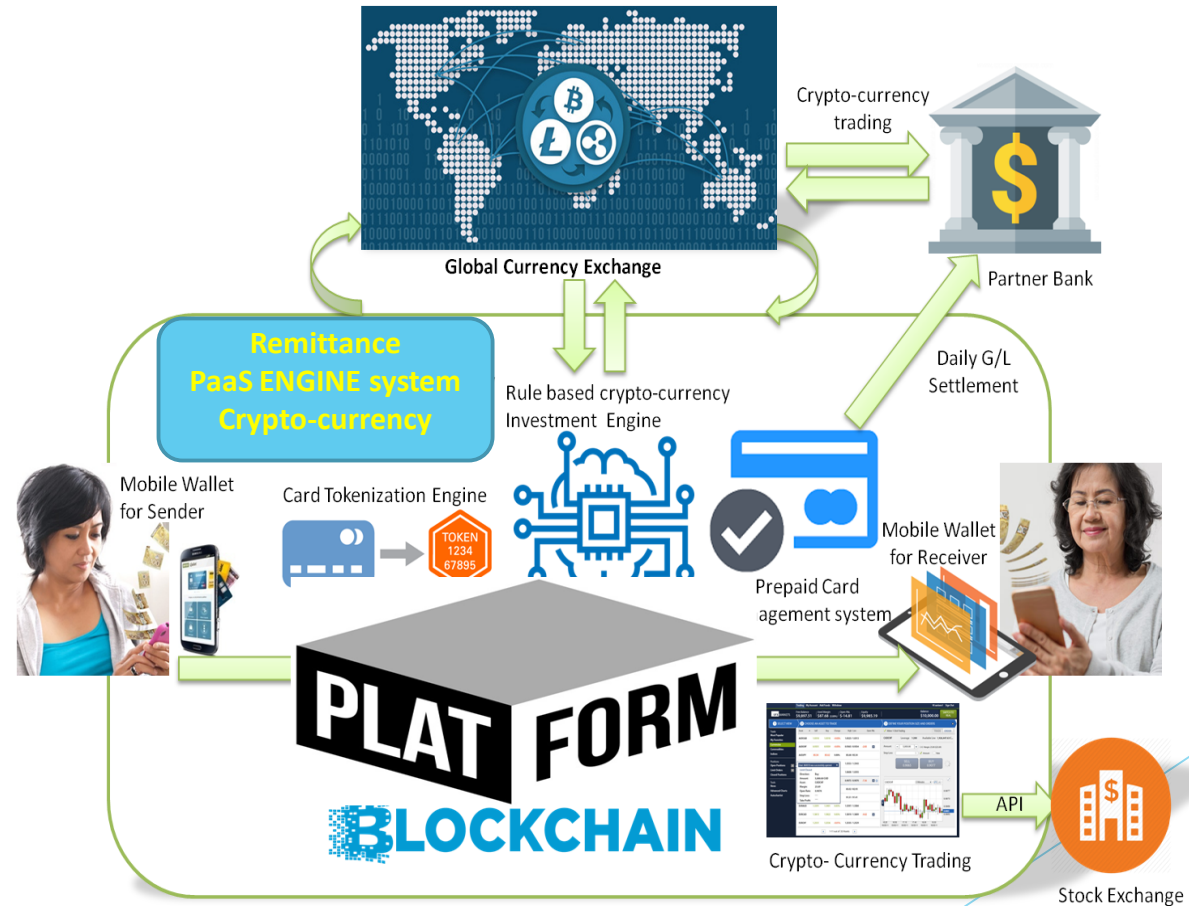 Crypto-currency
trading
Global Currency Exchange
Partner Bank
Remittance
PaaS ENGINE system
Crypto-currency
Rule based crypto-currency
Investment Engine
Daily G/L
Settlement
Mobile Wallet
for Sender
Card Tokenization Engine
TOKEN
1234
67895
Mobile Wallet
for Receiver
Prepaid Card
agement system
PLAT
FORM
BLOCKCHAIN
API
Crypto- Currency Trading
Stock Exchange